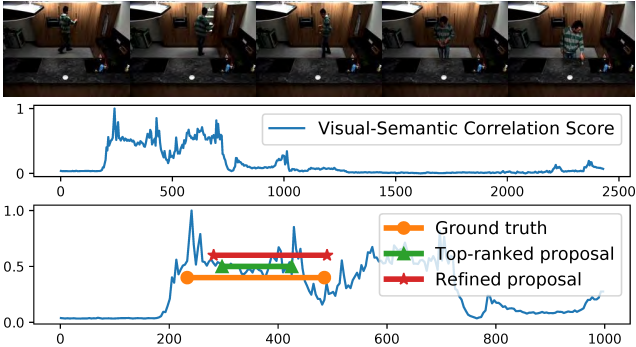 1
Visual-Semantic Correlation Score
0
0 500 1000 1500 2000 2500
1.0
Ground truth
Top-ranked proposal
0.5
Refined proposal
0.0
0 200 400 600 800 1000